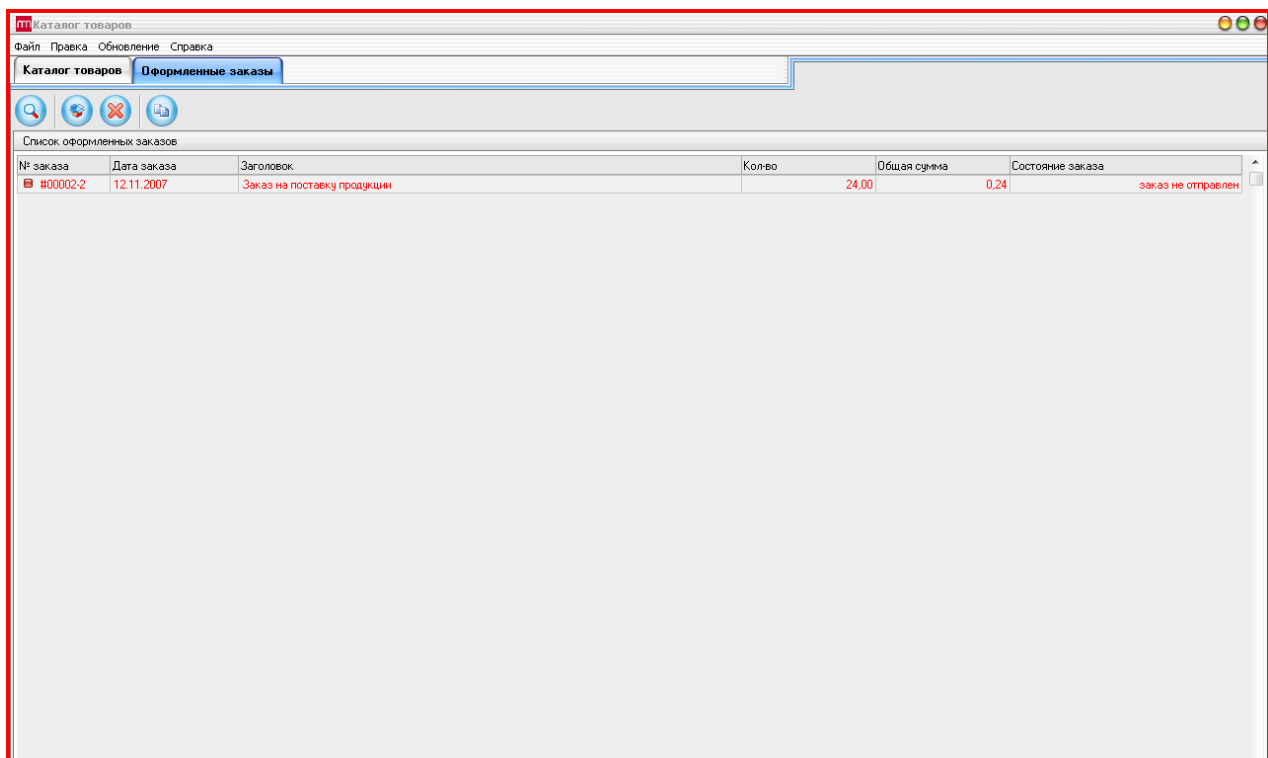 Каталог товаров
Файл Правка Обновление Справка
Каталог товаров Оформленные заказы
Список оформленных заказов
№ заказа Дата заказа Заголовок Кол-во Общая сумма Состояние заказа
#00002-2 12.11.2007 Заказ на поставку продукции 24,00 0,24 заказ не отправлен